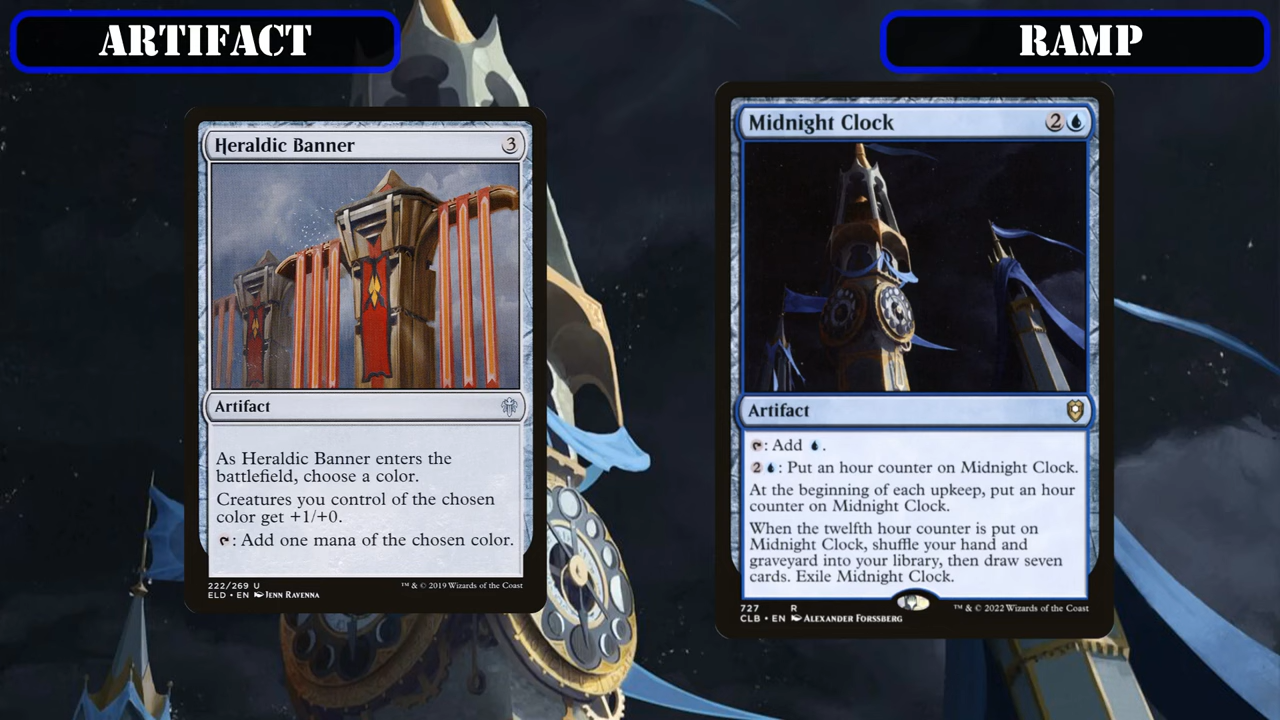 ARTIFACT
RAMP
Heraldic Banner 3
Artifact
As Heraldic Banner enters the
battlefield, choose a color.
Creatures you control of the chosen
color get +1/+0.
: Add one mana of the chosen color.
222/269 U
ELD • EN JENN RAVENNA
™ & © 2019 Wizards of the Coast
Midnight Clock 2
Artifact
: Add .
2 : Put an hour counter on Midnight Clock.
At the beginning of each upkeep, put an hour
counter on Midnight Clock.
When the twelfth hour counter is put on
Midnight Clock, shuffle your hand and
graveyard into your library, then draw seven
cards. Exile Midnight Clock.
727 R
CLB • EN ALEXANDER FORSSBERG
™ & © 2022 Wizards of the Coast